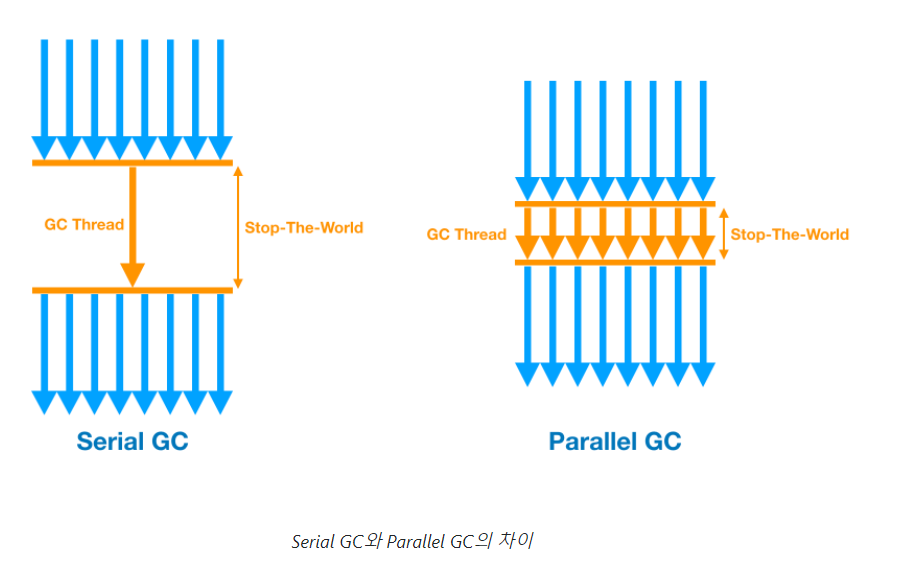 GC Thread
Stop-The-World
Serial GC
GC Thread
Stop-The-World
Parallel GC
Serial GC와 Parallel GC의 차이